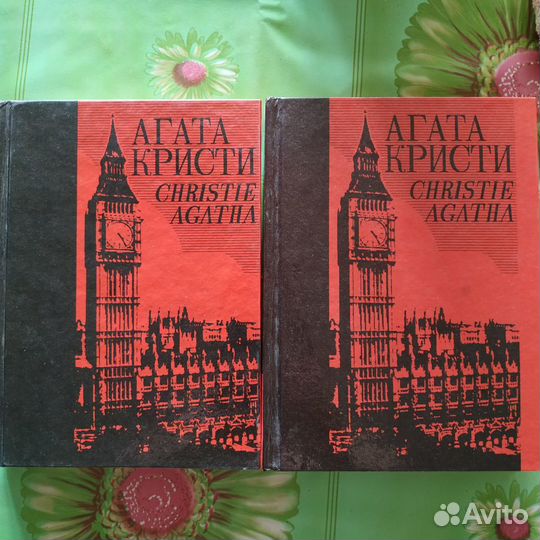 АГАТА
КРИСТИ
CHRISTIE
AGATHA
АГАТА
КРИСТИ
CHRISTIE
AGATHA
Avito